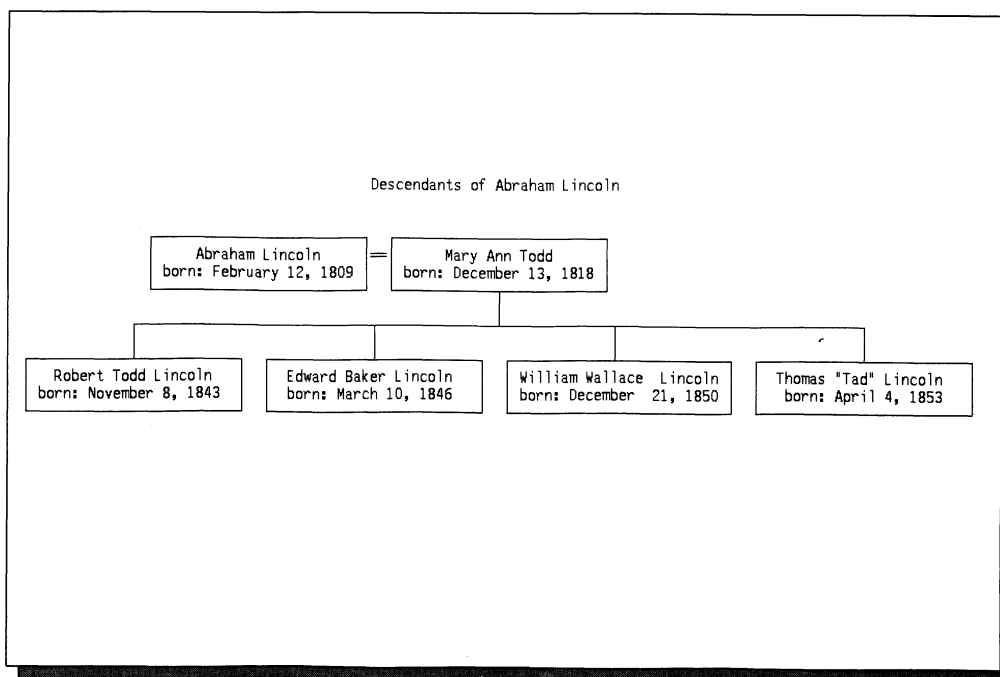 Descendants of Abraham Lincoln
Abraham Lincoln
born: February 12, 1809
Mary Ann Todd
born: December 13, 1818
Robert Todd Lincoln
born: November 8, 1843
Edward Baker Lincoln
born: March 10, 1846
William Wallace Lincoln
born: December 21, 1850
Thomas "Tad" Lincoln
born: April 4, 1853